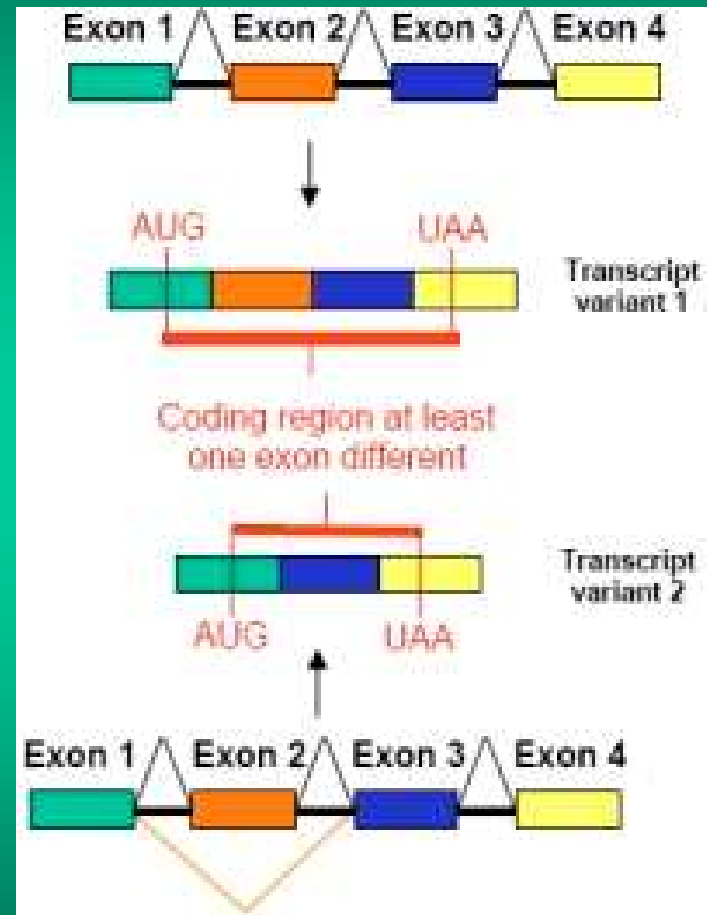 Exon 1 Exon 2 Exon 3 Exon 4
AUG UAA
Transcript
variant 1
Coding region at least
one exon different
Transcript
variant 2
AUG UAA
Exon 1 Exon 2 Exon 3 Exon 4